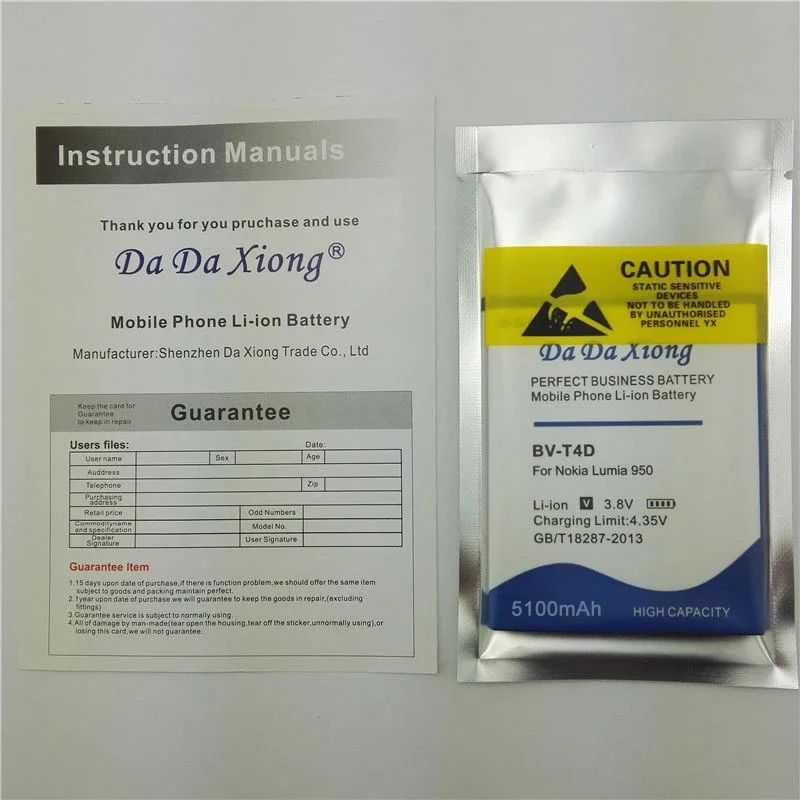 Instruction Manuals
Thank you for you pruchase and use
Da Da Xiong®
Mobile Phone Li-ion Battery
Manufacturer:Shenzhen Da Xiong Trade Co., Ltd
Keep the card for
Guarantee
to keep in repair
Guarantee
Users files:
Date:
User name
Sex
Age
Auddress
Telephone
Zip
Purchasing
address
Retail price
Odd Numbers
Commodityname
and specification
Model No.
Dealer
Signature
User Signature
Guarantee Item
1.15 days upon date of purchase,if there is function problem,we should offer the same item
subject to goods and packing maintain perfect.
2.1year upon date of purchase we will guarantee to keep the goods in repair,(excluding
fittings)
3.Guarantee service is subject to normally using.
4.All of damage by man-made(tear open the housing,tear off the sticker,unnormally using),or
losing this card,we will not guarantee.
CAUTION
STATIC SENSITIVE
DEVICES
NOT TO BE HANDLED
BY UNAUTHORISED
PERSONNEL YX
Da Da Xiong
PERFECT BUSINESS BATTERY
Mobile Phone Li-ion Battery
BV-T4D
For Nokia Lumia 950
Li-ion V 3.8V
Charging Limit:4.35V
GB/T18287-2013
5100mAh
HIGH CAPACITY